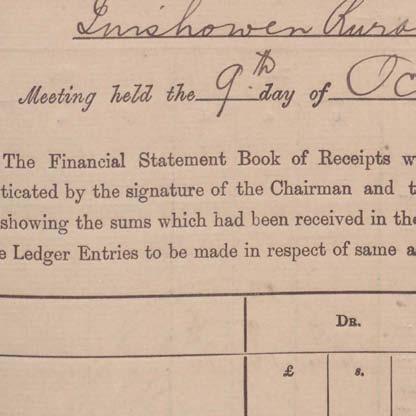 Inishowen Rura
Meeting held the 9th day of Oc
The Financial Statement Book of Receipts w
ticated by the signature of the Chairman and t
showing the sums which had been received in the
e Ledger Entries to be made in respect of same a
DR.
£ s.